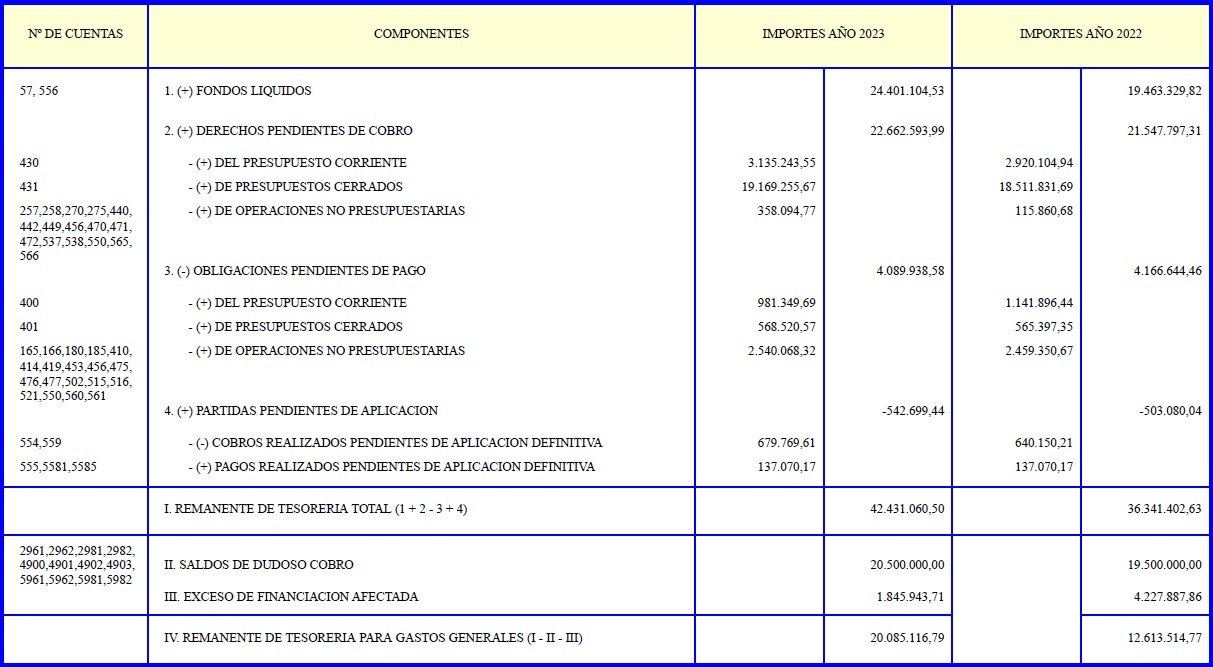 Nº DE CUENTAS COMPONENTES IMPORTES AÑO 2023 IMPORTES AÑO 2022
57, 556 1. (+) FONDOS LIQUIDOS 24.401.104,53 19.463.329,82
2. (+) DERECHOS PENDIENTES DE COBRO 22.662.593,99 21.547.797,31
430 - (+) DEL PRESUPUESTO CORRIENTE 3.135.243,55 2.920.104,94
431 - (+) DE PRESUPUESTOS CERRADOS 19.169.255,67 18.511.831,69
257,258,270,275,440, - (+) DE OPERACIONES NO PRESUPUESTARIAS 358.094,77 115.860,68
442,449,456,470,471,
472,537,538,550,565,
566
3. (-) OBLIGACIONES PENDIENTES DE PAGO 4.089.938,58 4.166.644,46
400 - (+) DEL PRESUPUESTO CORRIENTE 981.349,69 1.141.896,44
401 - (+) DE PRESUPUESTOS CERRADOS 568.520,57 565.397,35
165,166,180,185,410, - (+) DE OPERACIONES NO PRESUPUESTARIAS 2.540.068,32 2.459.350,67
414,419,453,456,475,
476,477,502,515,516,
521,550,560,561
4. (+) PARTIDAS PENDIENTES DE APLICACION -542.699,44 -503.080,04
554,559 - (-) COBROS REALIZADOS PENDIENTES DE APLICACION DEFINITIVA 679.769,61 640.150,21
555,5581,5585 - (+) PAGOS REALIZADOS PENDIENTES DE APLICACION DEFINITIVA 137.070,17 137.070,17
I. REMANENTE DE TESORERIA TOTAL (1 + 2 - 3 + 4) 42.431.060,50 36.341.402,63
2961,2962,2981,2982,
4900,4901,4902,4903, II. SALDOS DE DUDOSO COBRO 20.500.000,00 19.500.000,00
5961,5962,5981,5982
III. EXCESO DE FINANCIACION AFECTADA 1.845.943,71 4.227.887,86
IV. REMANENTE DE TESORERIA PARA GASTOS GENERALES (I - II - III) 20.085.116,79 12.613.514,77